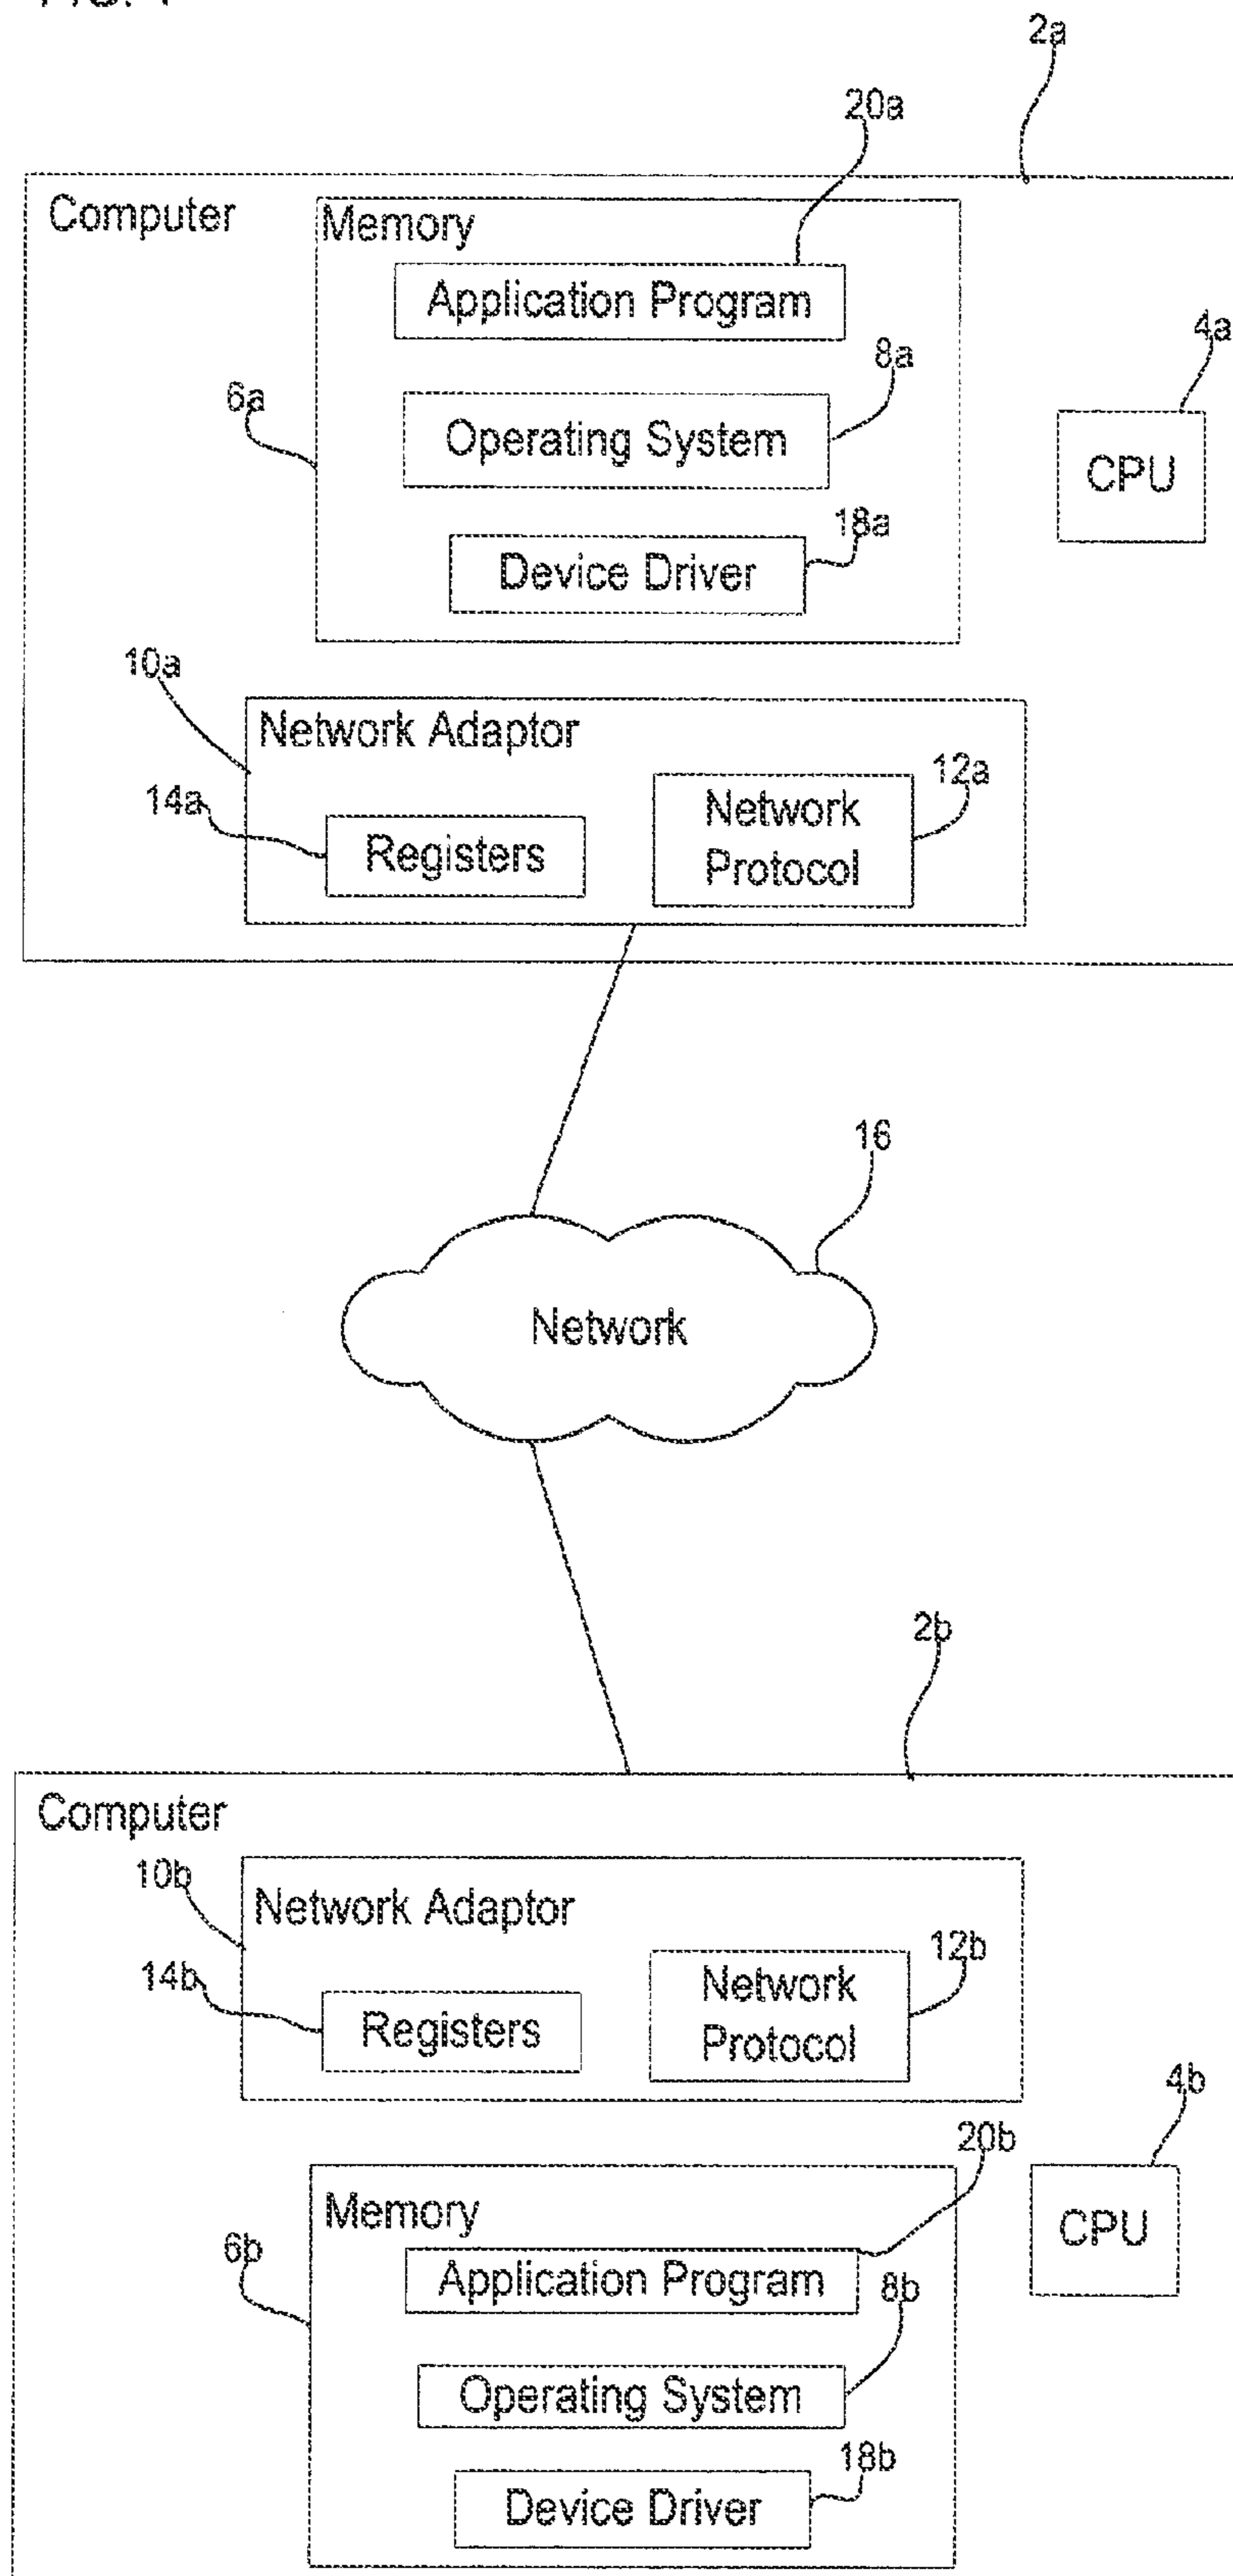 2a
20a
Computer
Memory
Application Program
4a
8a
6a
Operating System
CPU
18a
Device Driver
10a
Network Adaptor
12a
14a
Network
Protocol
Registers
16
Network
2b
Computer
10b
Network Adaptor
12b
14b
Network
Protocol
Registers
4b
20b
Memory
CPU
6b
Application Program
8b
Operating System
18b
Device Driver